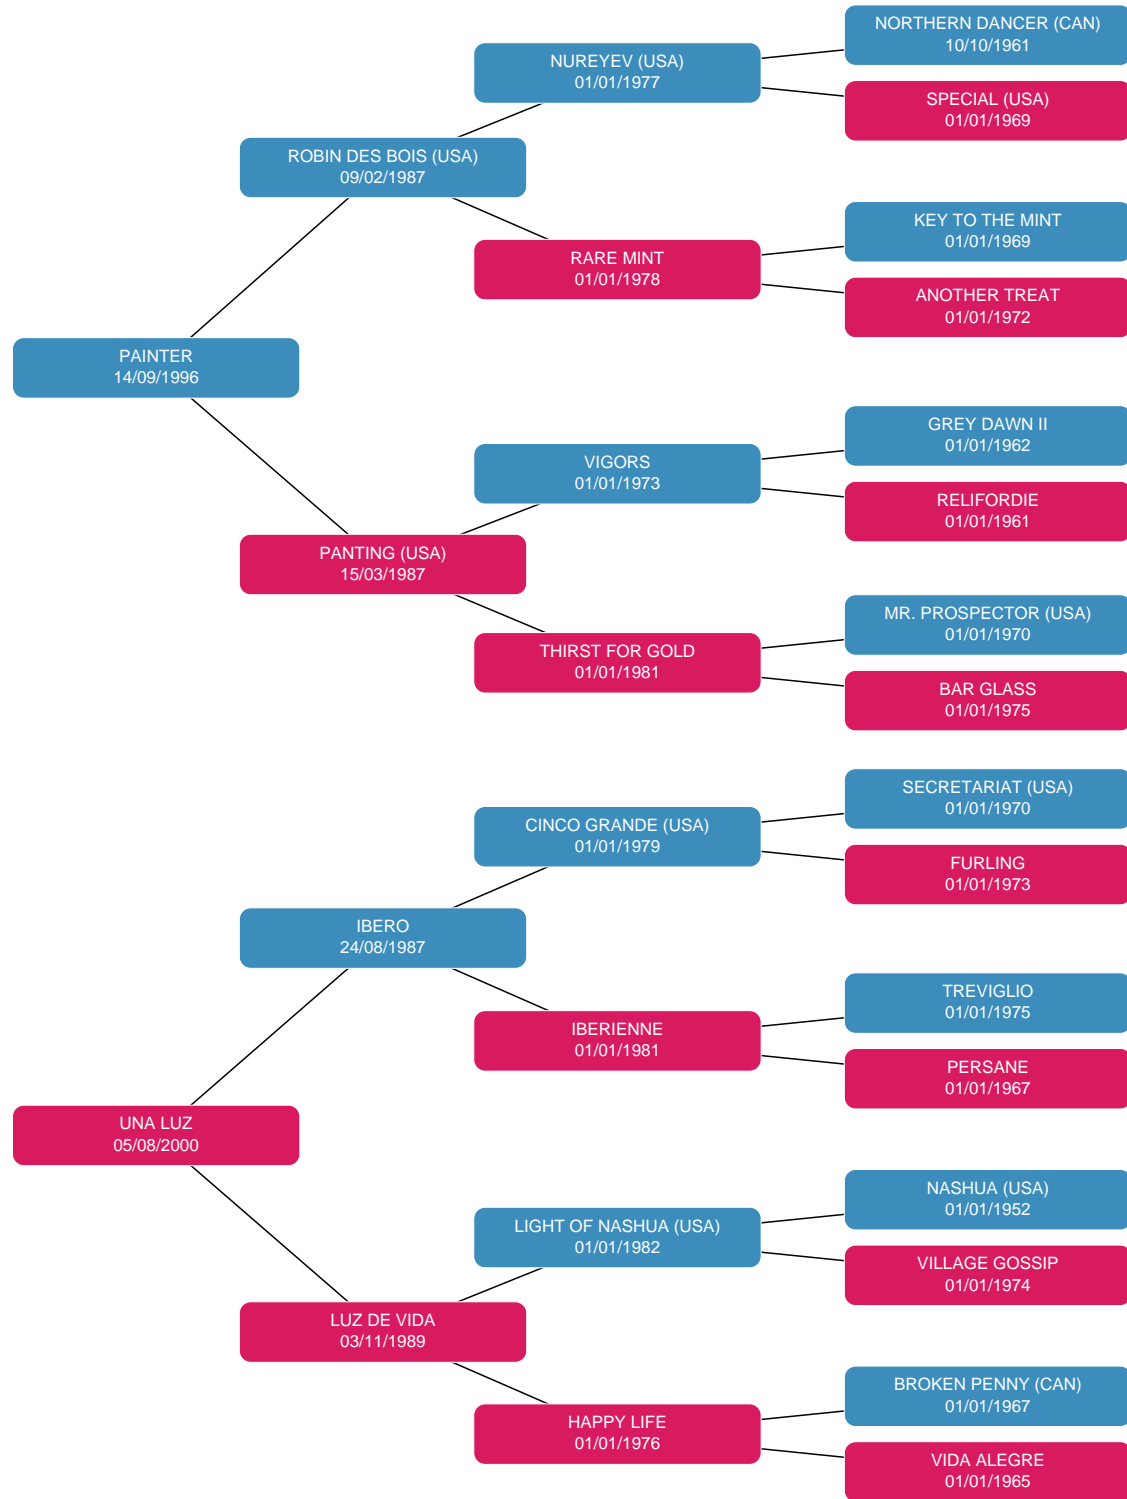 NORTHERN DANCER (CAN)
10/10/1961
NUREYEV (USA)
01/01/1977
SPECIAL (USA)
01/01/1969
ROBIN DES BOIS (USA)
09/02/1987
KEY TO THE MINT
01/01/1969
RARE MINT
01/01/1978
ANOTHER TREAT
01/01/1972
PAINTER
14/09/1996
GREY DAWN II
01/01/1962
VIGORS
01/01/1973
RELIFORDIE
01/01/1961
PANTING (USA)
15/03/1987
MR. PROSPECTOR (USA)
01/01/1970
THIRST FOR GOLD
01/01/1981
BAR GLASS
01/01/1975
SECRETARIAT (USA)
01/01/1970
CINCO GRANDE (USA)
01/01/1979
FURLING
01/01/1973
IBERO
24/08/1987
TREVIGLIO
01/01/1975
IBERIENNE
01/01/1981
PERSANE
01/01/1967
UNA LUZ
05/08/2000
NASHUA (USA)
01/01/1952
LIGHT OF NASHUA (USA)
01/01/1982
VILLAGE GOSSIP
01/01/1974
LUZ DE VIDA
03/11/1989
BROKEN PENNY (CAN)
01/01/1967
HAPPY LIFE
01/01/1976
VIDA ALEGRE
01/01/1965